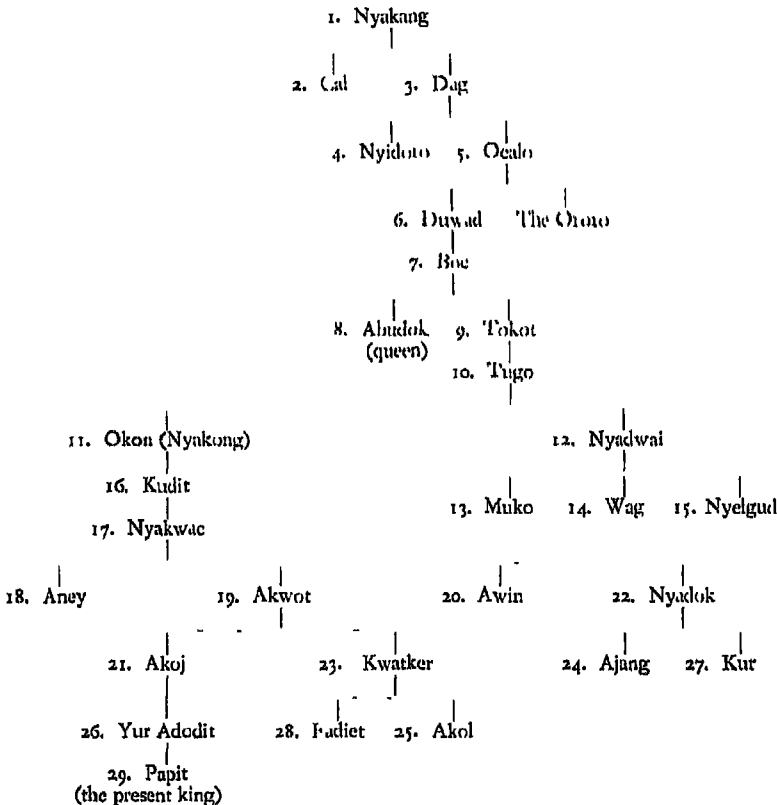 1. Nyakang
2. Cal 3. Dag
4. Nyidoro 5. Ocalo
6. Duwad The Ororo
7. Boc
8. Abudok 9. Tokot
(queen)
10. Tugo
11. Okon (Nyakong) 12. Nyadwai
16. Kudit
13. Muko 14. Wag 15. Nyelgud
17. Nyakwac
18. Aney 19. Akwot 20. Awin 22. Nyadok
21. Akoj 23. Kwatker 24. Ajang 27. Kur
26. Yur Adodit 28. Fadiet 25. Akol
29. Papit
(the present king)